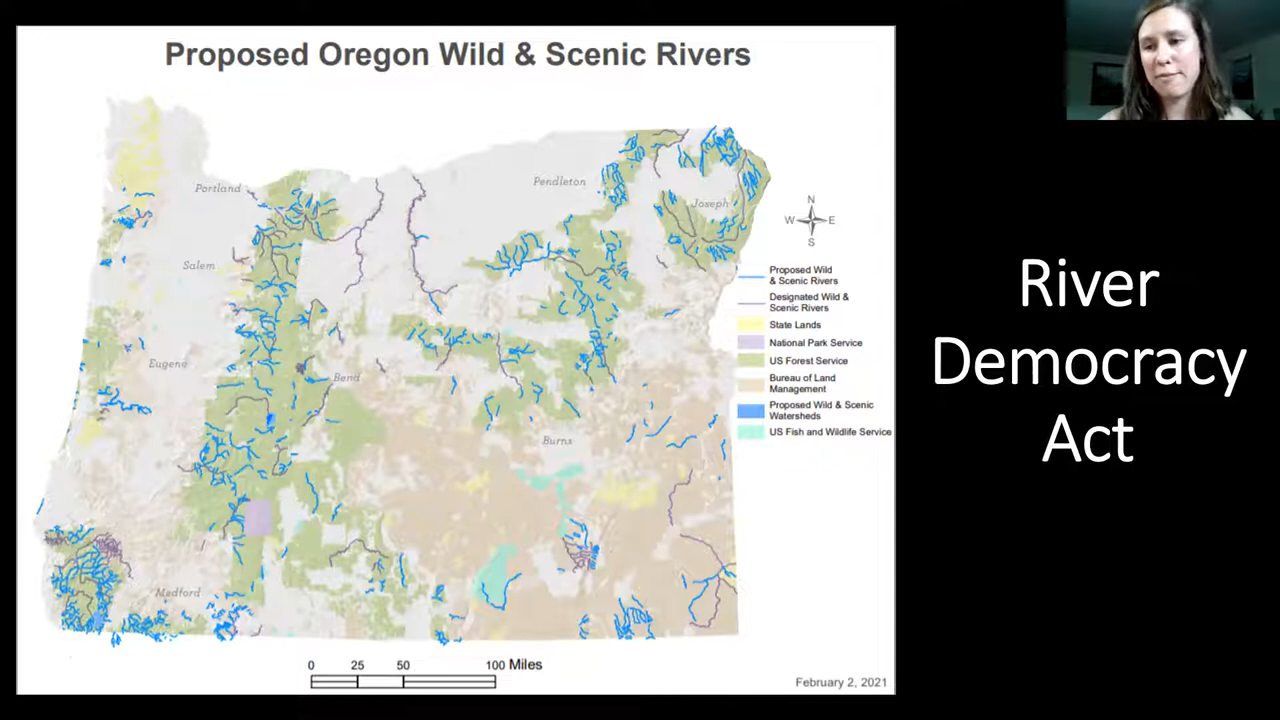 Proposed Oregon Wild & Scenic Rivers
Portland
Pendleton
Joseph
N
W E
S
Salem
Proposed Wild
& Scenic Rivers
Designated Wild &
Scenic Rivers
State Lands
National Park Service
US Forest Service
Bureau of Land
Management
Proposed Wild & Scenic
Watersheds
US Fish and Wildlife Service
Eugene
Bend
Burns
Medford
0 25 50 100 Miles
February 2, 2021
River
Democracy
Act